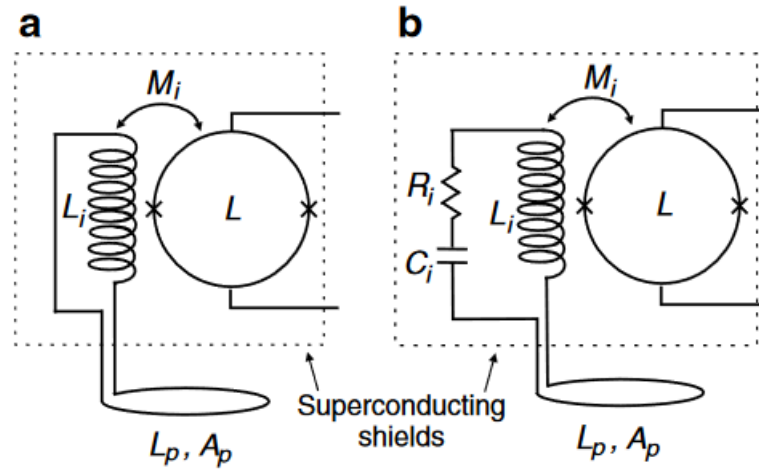 a
b
M_i
M_i
L_i
L
R_i
L_i
L
C_i
Superconducting
shields
L_p, A_p
L_p, A_p